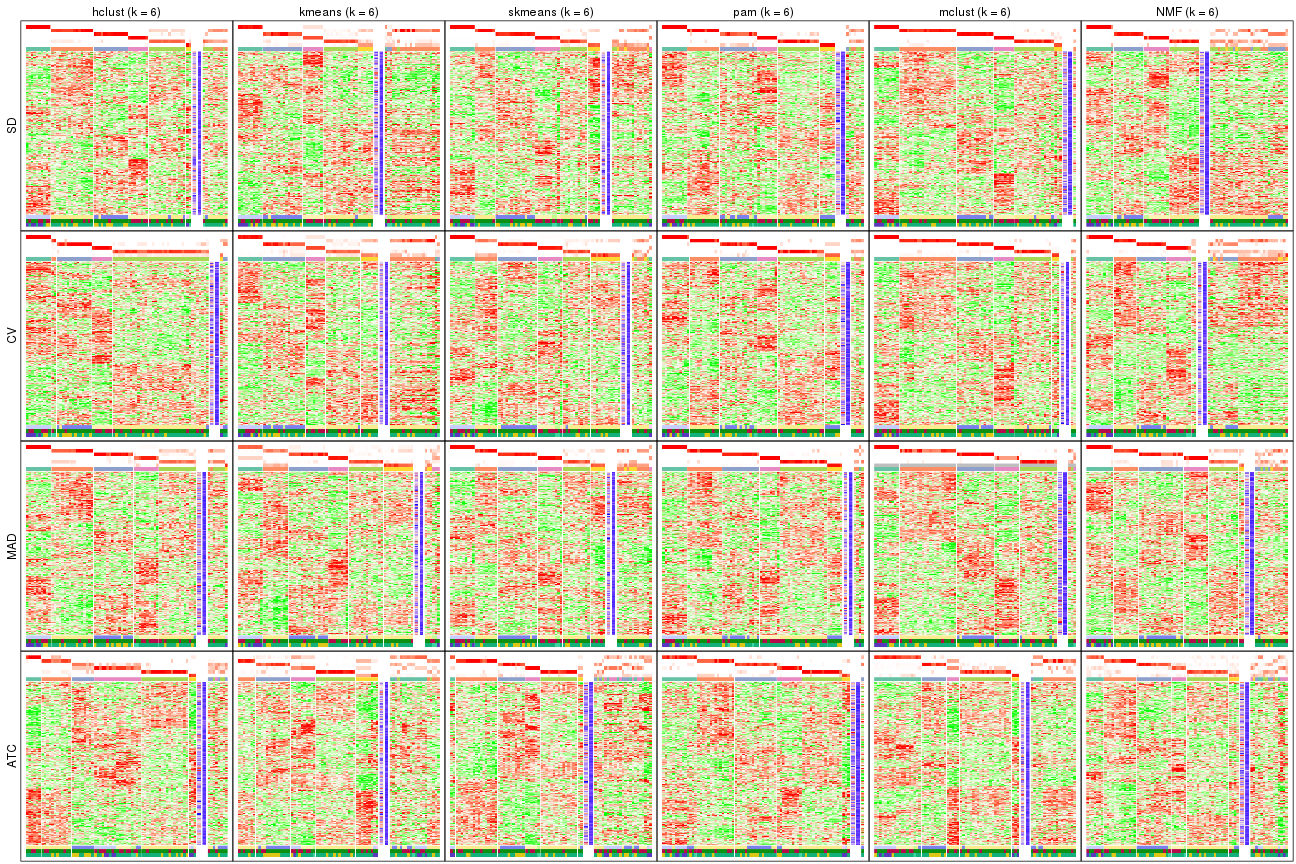 hclust (k = 6) kmeans (k = 6) skmeans (k = 6) pam (k = 6) mclust (k = 6) NMF (k = 6)
SD
CV
MAD
ATC